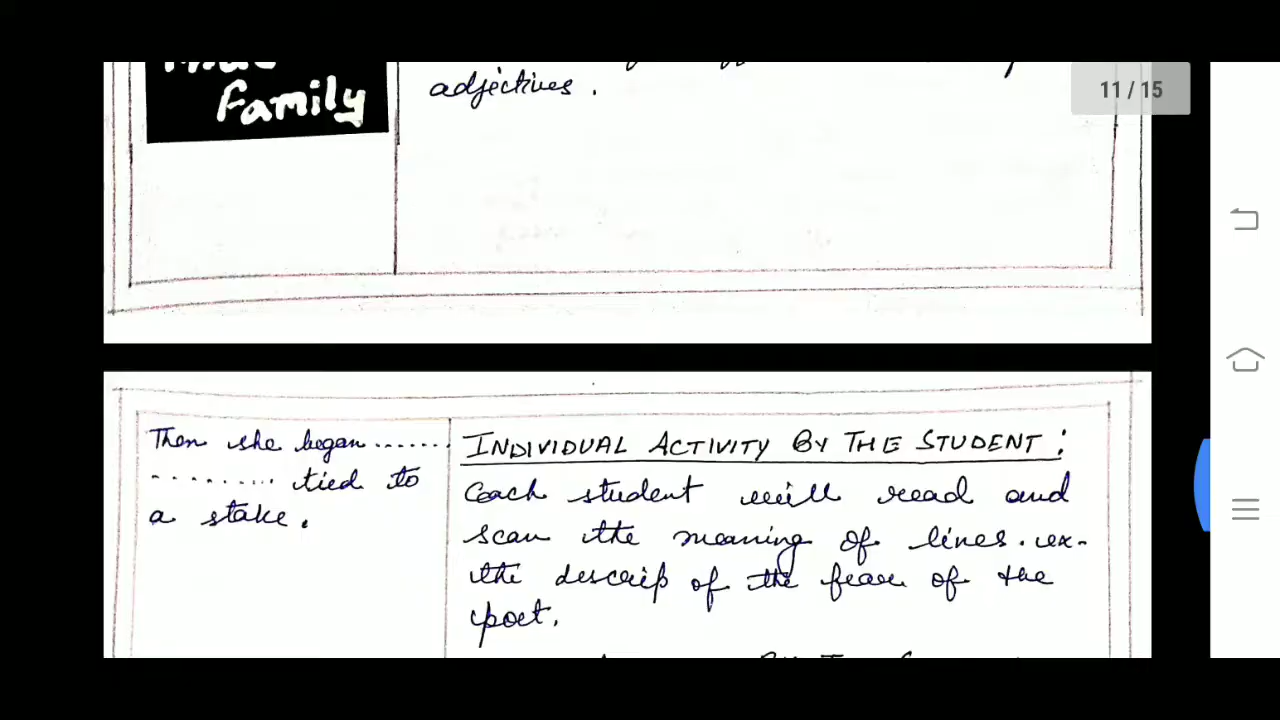 Family
adjectives.
11 / 15
Then she began .......
......... tied to
a stake.
INDIVIDUAL ACTIVITY BY THE STUDENT :
Each student will read and
scan the meaning of lines. ex-
the descrip of the fear of the
poet.